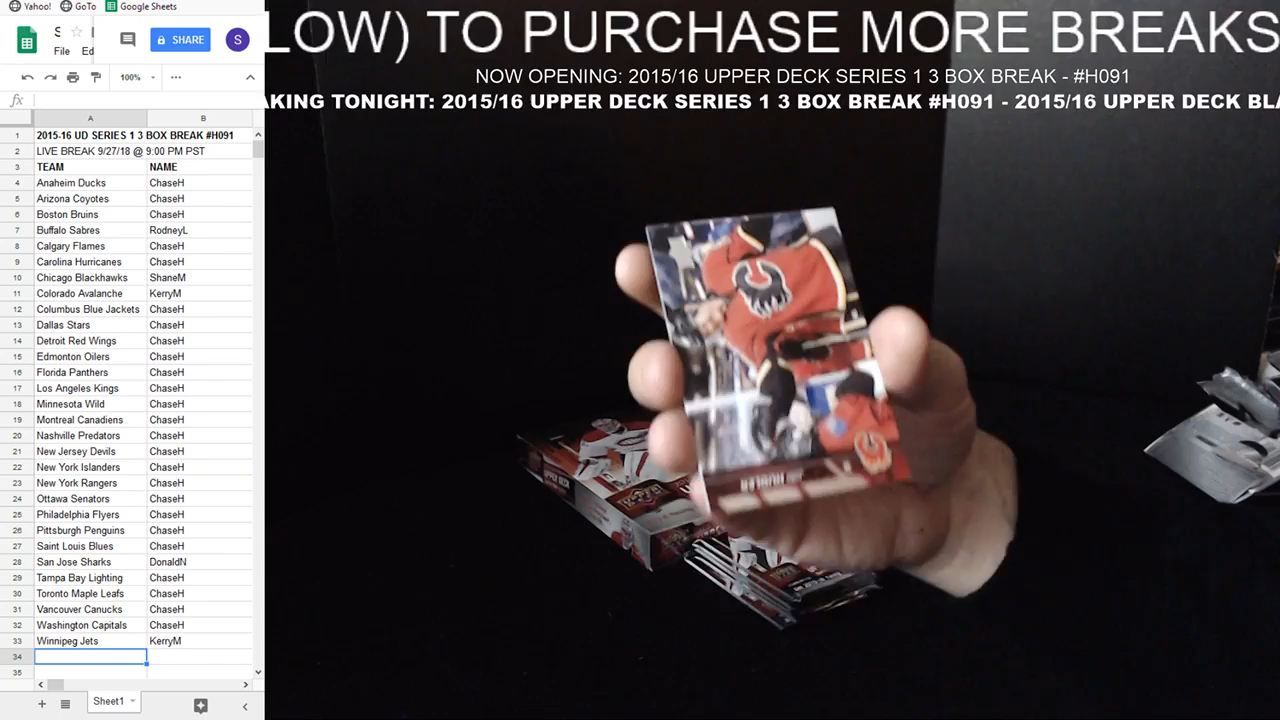 Yahoo! GoTo Google Sheets
S
File Ed
SHARE
S
100%
fx
LOW) TO PURCHASE MORE BREAKS
NOW OPENING: 2015/16 UPPER DECK SERIES 1 3 BOX BREAK - #H091
AKING TONIGHT: 2015/16 UPPER DECK SERIES 1 3 BOX BREAK #H091 - 2015/16 UPPER DECK BLA
A B
1 2015-16 UD SERIES 1 3 BOX BREAK #H091
2 LIVE BREAK 9/27/18 @ 9:00 PM PST
3 TEAM NAME
4 Anaheim Ducks ChaseH
5 Arizona Coyotes ChaseH
6 Boston Bruins ChaseH
7 Buffalo Sabres RodneyL
8 Calgary Flames ChaseH
9 Carolina Hurricanes ChaseH
10 Chicago Blackhawks ShaneM
11 Colorado Avalanche KerryM
12 Columbus Blue Jackets ChaseH
13 Dallas Stars ChaseH
14 Detroit Red Wings ChaseH
15 Edmonton Oilers ChaseH
16 Florida Panthers ChaseH
17 Los Angeles Kings ChaseH
18 Minnesota Wild ChaseH
19 Montreal Canadiens ChaseH
20 Nashville Predators ChaseH
21 New Jersey Devils ChaseH
22 New York Islanders ChaseH
23 New York Rangers ChaseH
24 Ottawa Senators ChaseH
25 Philadelphia Flyers ChaseH
26 Pittsburgh Penguins ChaseH
27 Saint Louis Blues ChaseH
28 San Jose Sharks DonaldN
29 Tampa Bay Lighting ChaseH
30 Toronto Maple Leafs ChaseH
31 Vancouver Canucks ChaseH
32 Washington Capitals ChaseH
33 Winnipeg Jets KerryM
34
35
Sheet1
C
HUDLER
UPPER DECK